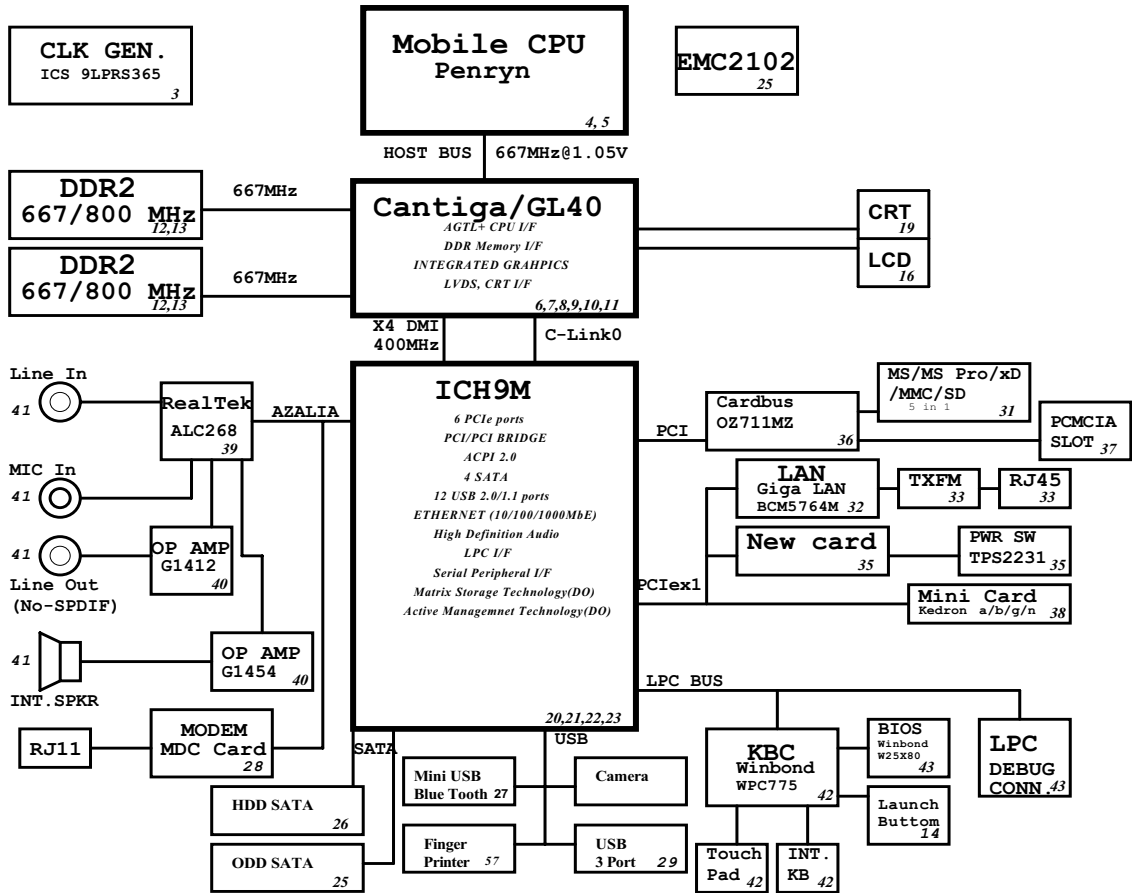 CLK GEN.
ICS 9LPRS365
3
Mobile CPU
Penryn
4, 5
EMC2102
25
HOST BUS
667MHz@1.05V
DDR2
667/800 MHz
12,13
667MHz
DDR2
667/800 MHz
12,13
667MHz
Cantiga/GL40
AGTL+ CPU I/F
DDR Memory I/F
INTEGRATED GRAHPICS
LVDS, CRT I/F
6,7,8,9,10,11
CRT
19
LCD
16
X4 DMI
400MHz
C-Link0
ICH9M
6 PCIe ports
PCI/PCI BRIDGE
ACPI 2.0
4 SATA
12 USB 2.0/1.1 ports
ETHERNET (10/100/1000MbE)
High Definition Audio
LPC I/F
Serial Peripheral I/F
Matrix Storage Technology(DO)
Active Managemnet Technology(DO)
20,21,22,23
Line In
41
RealTek
ALC268
39
AZALIA
MIC In
41
41
Line Out
(No-SPDIF)
OP AMP
G1412
40
41
INT.SPKR
OP AMP
G1454
40
RJ11
MODEM
MDC Card
28
PCI
Cardbus
OZ711MZ
36
MS/MS Pro/xD
/MMC/SD
5 in 1
31
PCMCIA
SLOT
37
LAN
Giga LAN
BCM5764M
32
TXFM
33
RJ45
33
New card
35
PWR SW
TPS2231
35
PCIex1
Mini Card
Kedron a/b/g/n
38
LPC BUS
KBC
Winbond
WPC775
42
BIOS
Winbond
W25X80
43
LPC
DEBUG
CONN.
43
Launch
Buttom
14
Touch
Pad
42
INT.
KB
42
SATA
USB
HDD SATA
26
ODD SATA
25
Mini USB
Blue Tooth
27
Camera
Finger
Printer
57
USB
3 Port
29